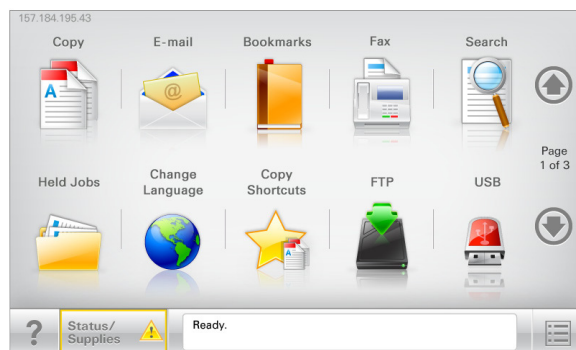 157.184.195.43
Copy
E-mail
Bookmarks
Fax
Search
A
@
Page
1 of 3
Held Jobs
Change
Language
Copy
Shortcuts
FTP
USB
A
?
Status/
Supplies
!
Ready.